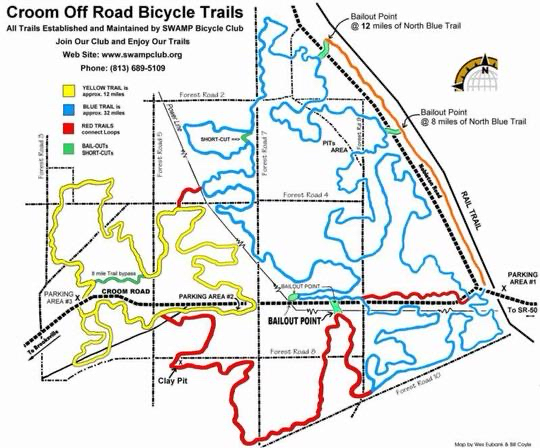 Croom Off Road Bicycle Trails
All Trails Established and Maintained by SWAMP Bicycle Club
Join Our Club and Enjoy Our Trails
Web Site: www.swampclub.org
Phone: (813) 689-5109
YELLOW TRAIL is
approx. 12 miles
BLUE TRAIL is
approx. 32 miles
RED TRAILS
connect Loops
BAIL-OUTs
SHORT-CUTs
Bailout Point
@ 12 miles of North Blue Trail
N
Bailout Point
@ 8 miles of North Blue Trail
Forest Road 2
Power Line
SHORT-CUT ==>
Forest Road 7
PITs
AREA
Forest Rd 9
Forest Road 3
Forest Road 5
Forest Road 4
RAIL TRAIL
8 mile Trail bypass
PARKING
AREA #3
X
CROOM ROAD
PARKING AREA #2
X
BAILOUT POINT
BAILOUT POINT
PARKING
X AREA #1
To SR-50
To Brooksville
Forest Road 8
X
Clay Pit
Forest Road 10
Map by Wes Eubank & Bill Coyle